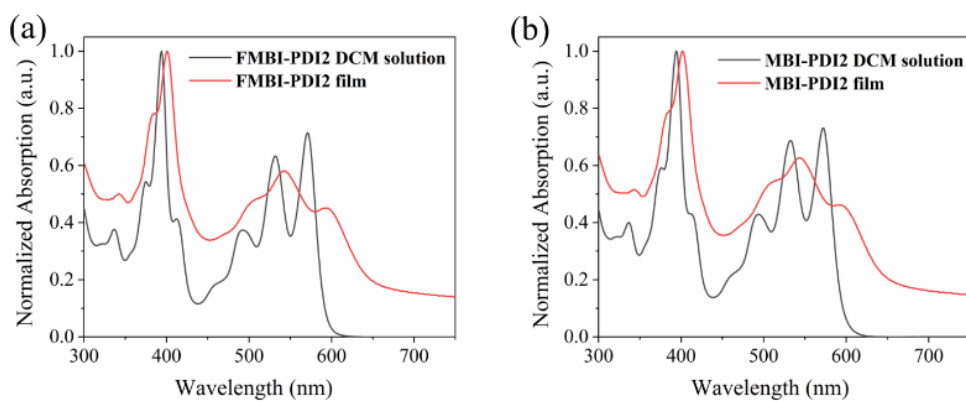 (a)
FMBI-PDI2 DCM solution
FMBI-PDI2 film
Normalized Absorption (a.u.)
1.0
0.8
0.6
0.4
0.2
0.0
300 400 500 600 700
Wavelength (nm)
(b)
MBI-PDI2 DCM solution
MBI-PDI2 film
Normalized Absorption (a.u.)
1.0
0.8
0.6
0.4
0.2
0.0
300 400 500 600 700
Wavelength (nm)